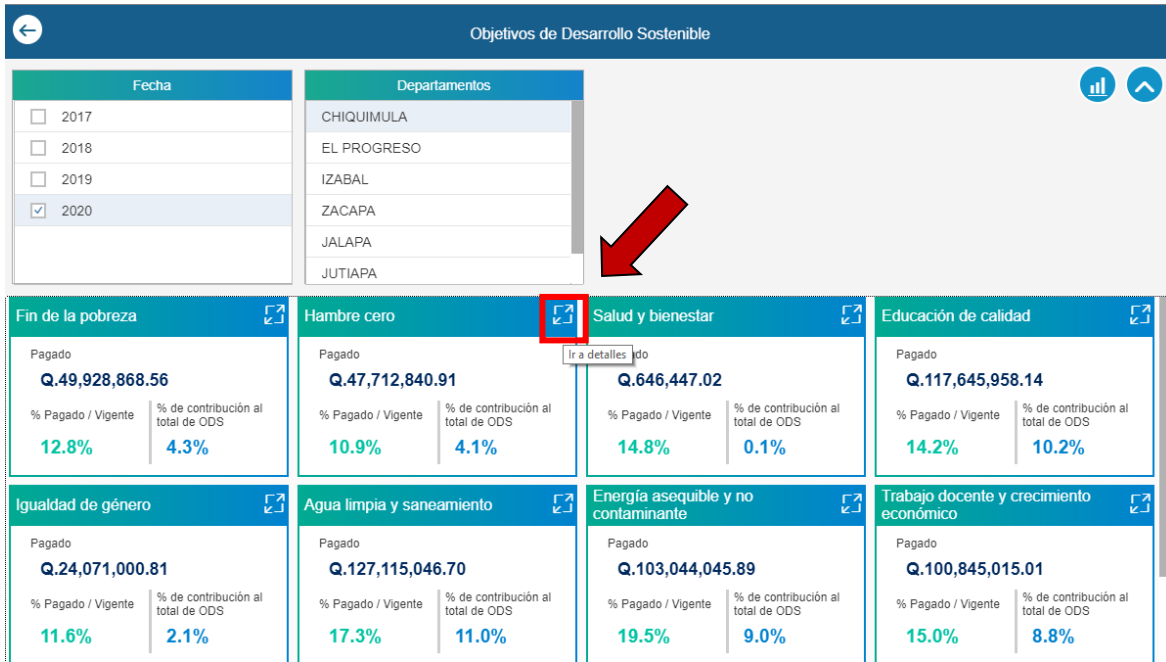 Objetivos de Desarrollo Sostenible
Fecha
2017
2018
2019
2020
Departamentos
CHIQUIMULA
EL PROGRESO
IZABAL
ZACAPA
JALAPA
JUTIAPA
Fin de la pobreza
Pagado
Q.49,928,868.56
% Pagado / Vigente
12.8%
% de contribución al
total de ODS
4.3%
Hambre cero
Ir a detalles
Pagado
Q.47,712,840.91
% Pagado / Vigente
10.9%
% de contribución al
total de ODS
4.1%
Salud y bienestar
Q.646,447.02
% Pagado / Vigente
14.8%
% de contribución al
total de ODS
0.1%
Educación de calidad
Pagado
Q.117,645,958.14
% Pagado / Vigente
14.2%
% de contribución al
total de ODS
10.2%
Igualdad de género
Pagado
Q.24,071,000.81
% Pagado / Vigente
11.6%
% de contribución al
total de ODS
2.1%
Agua limpia y saneamiento
Pagado
Q.127,115,046.70
% Pagado / Vigente
17.3%
% de contribución al
total de ODS
11.0%
Energía asequible y no
contaminante
Pagado
Q.103,044,045.89
% Pagado / Vigente
19.5%
% de contribución al
total de ODS
9.0%
Trabajo docente y crecimiento
económico
Pagado
Q.100,845,015.01
% Pagado / Vigente
15.0%
% de contribución al
total de ODS
8.8%